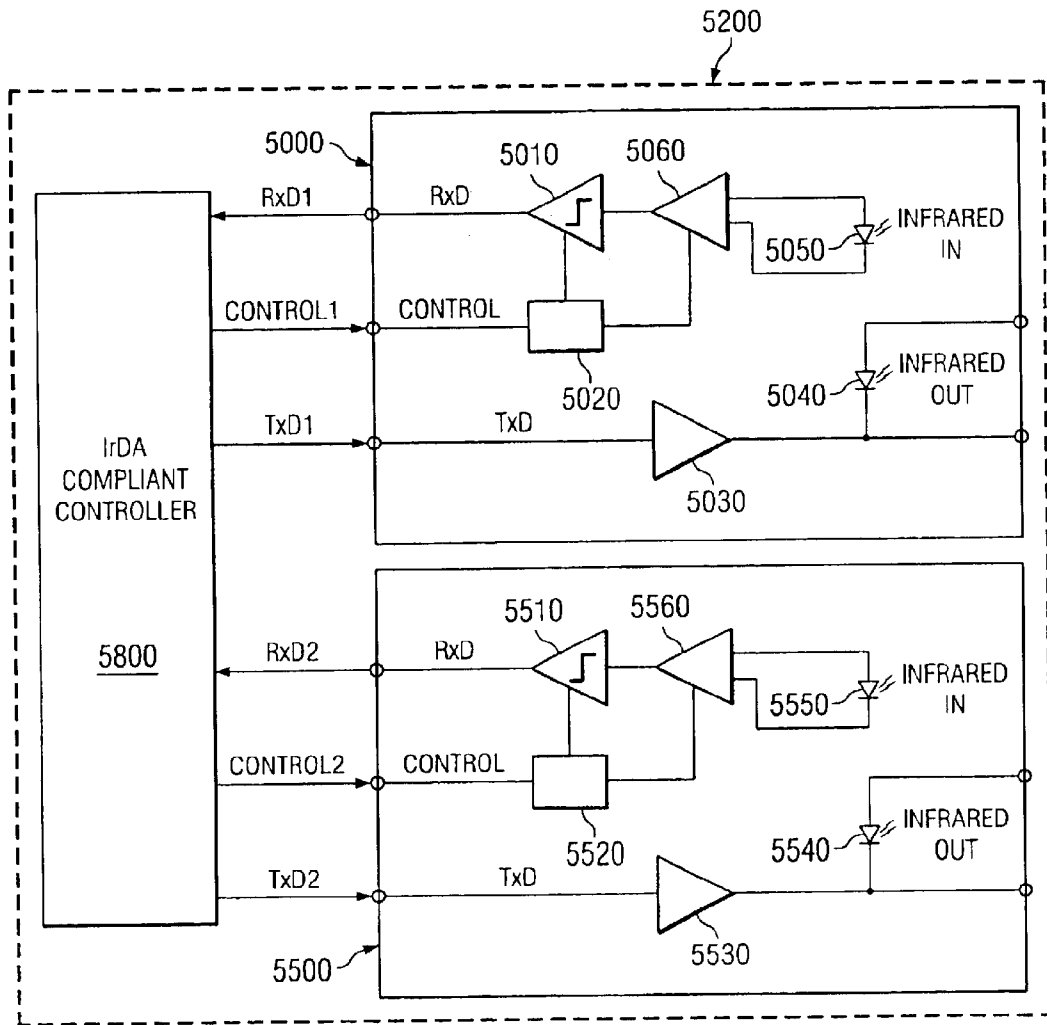 5200
5000
5010
5060
RxD1
RxD
5050
INFRARED
IN
CONTROL1
CONTROL
5020
5040
INFRARED
OUT
TxD1
TxD
5030
IrDA
COMPLIANT
CONTROLLER
5800
5510
5560
RxD2
RxD
5550
INFRARED
IN
CONTROL2
CONTROL
5520
5540
INFRARED
OUT
TxD2
TxD
5530
5500